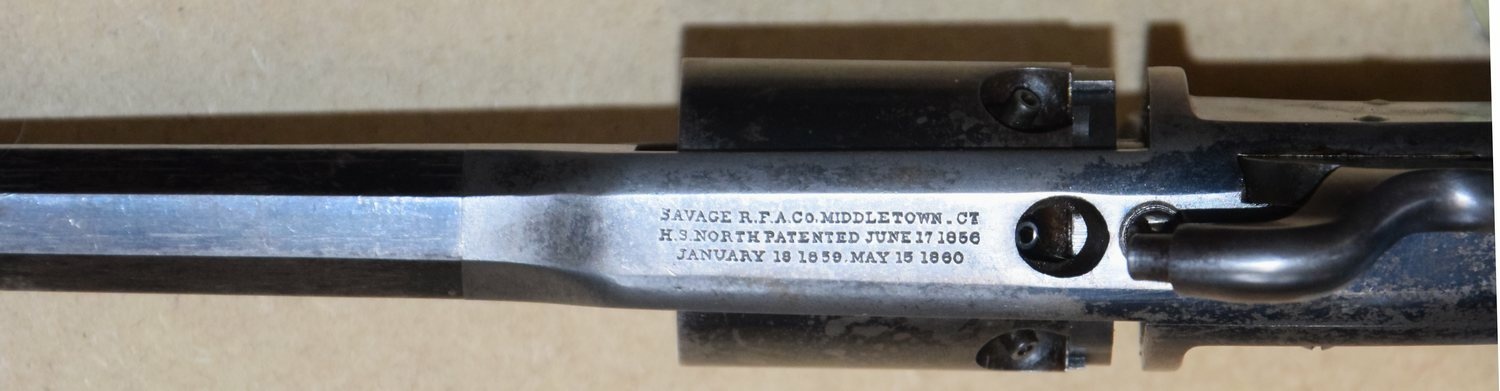 SAVAGE R.F.A.CO. MIDDLETOWN. CT
H.S. NORTH PATENTED JUNE 17 1856
JANUARY 18 1859. MAY 15 1860